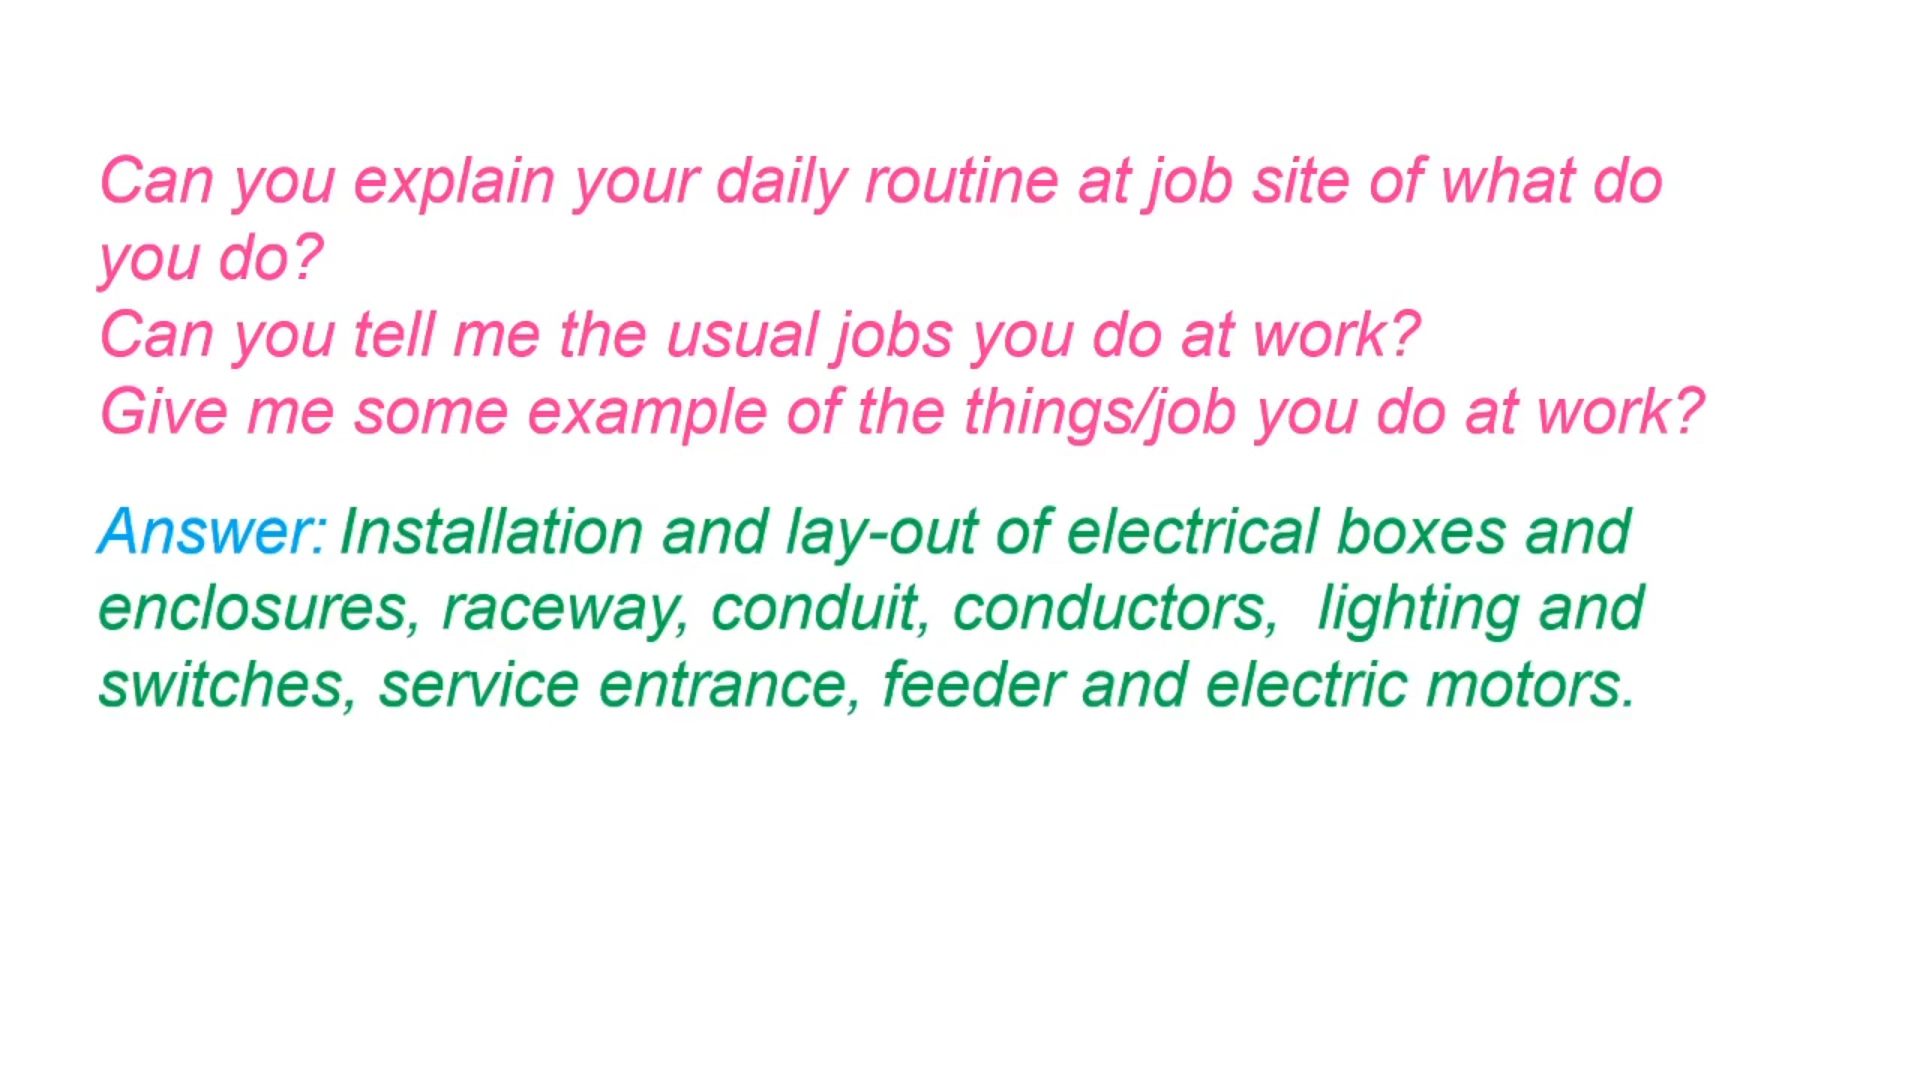 Can you explain your daily routine at job site of what do
you do?
Can you tell me the usual jobs you do at work?
Give me some example of the things/job you do at work?
Answer: Installation and lay-out of electrical boxes and
enclosures, raceway, conduit, conductors,  lighting and
switches, service entrance, feeder and electric motors.